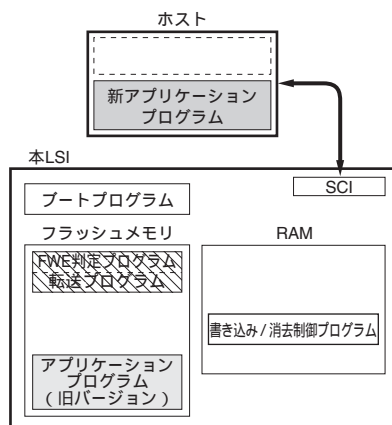 ホスト
新アプリケーション
プログラム
本LSI
SCI
ブートプログラム
フラッシュメモリ
RAM
FWE判定プログラム
転送プログラム
書き込み/消去制御プログラム
アプリケーション
プログラム
(旧バージョン)